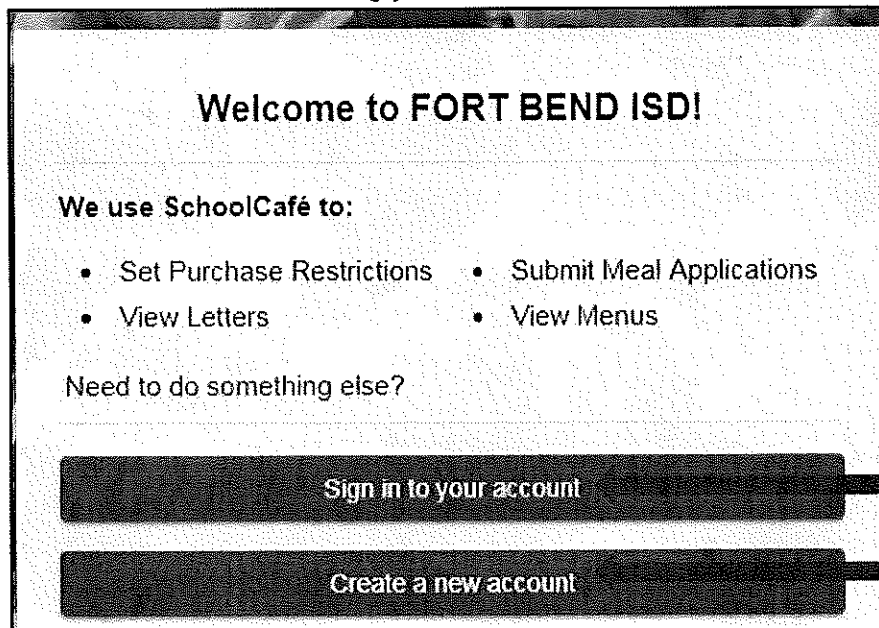 Welcome to FORT BEND ISD!
We use SchoolCafé to:
• Set Purchase Restrictions
• View Letters
• Submit Meal Applications
• View Menus
Need to do something else?
Sign in to your account
Create a new account